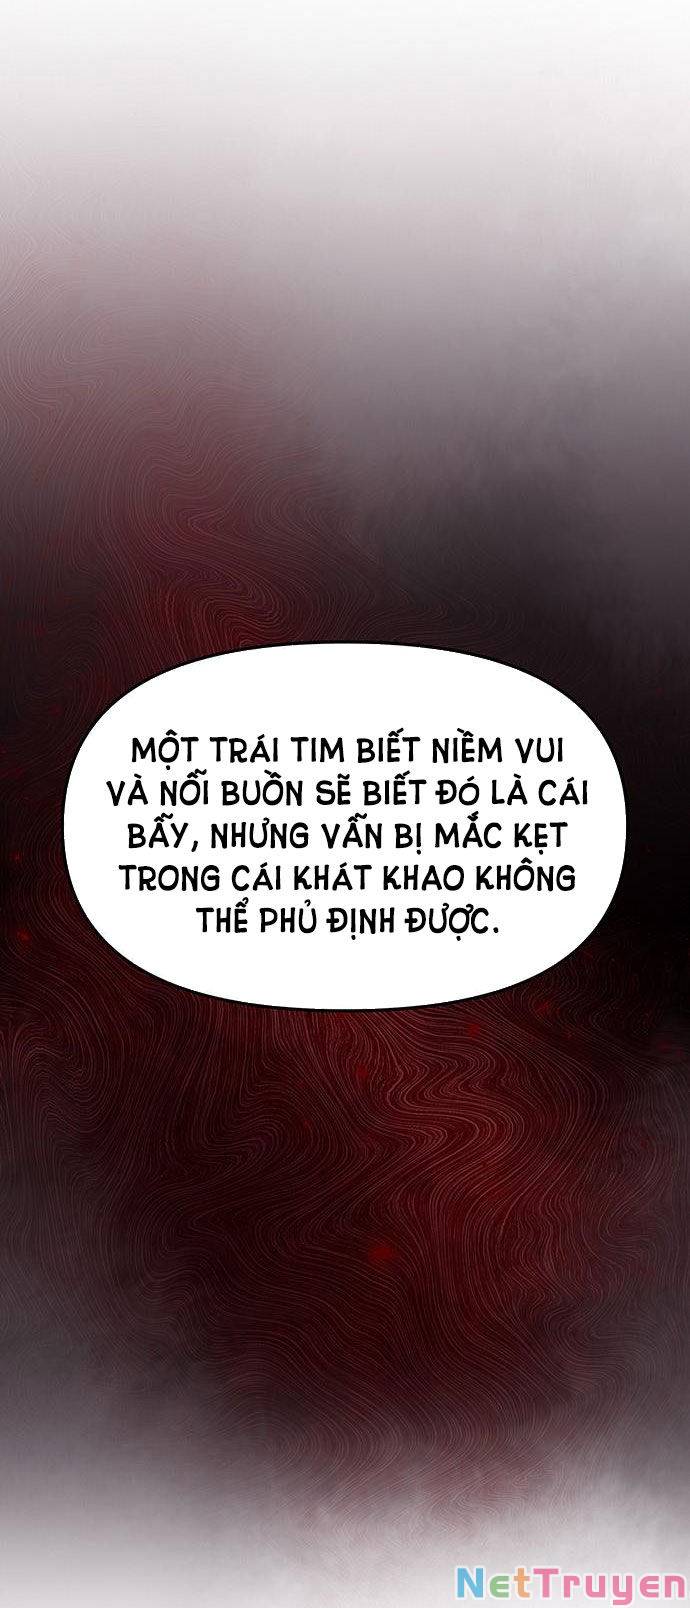 MỘT TRÁI TIM BIẾT NIỀM VUI
VÀ NỖI BUỒN SẼ BIẾT ĐÓ LÀ CÁI
BẪY, NHƯNG VẪN BỊ MẮC KẸT
TRONG CÁI KHÁT KHAO KHÔNG
THỂ PHỦ ĐỊNH ĐƯỢC.
NetTruyen